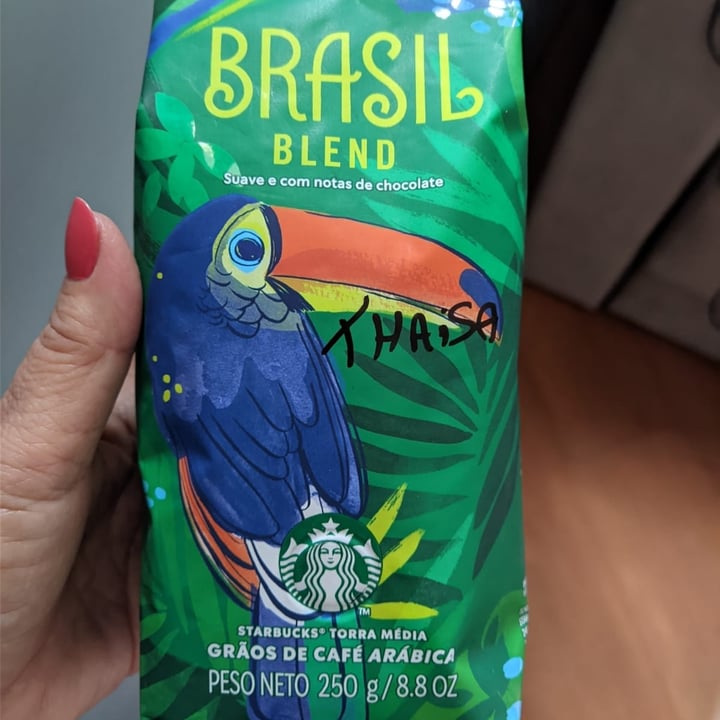 BRASIL
BLEND
Suave e com notas de chocolate
THAiSA
TM
STARBUCKS® TORRA MÉDIA
GRÃOS DE CAFÉ ARÁBICA
PESO NETO 250 g/8.8 OZ